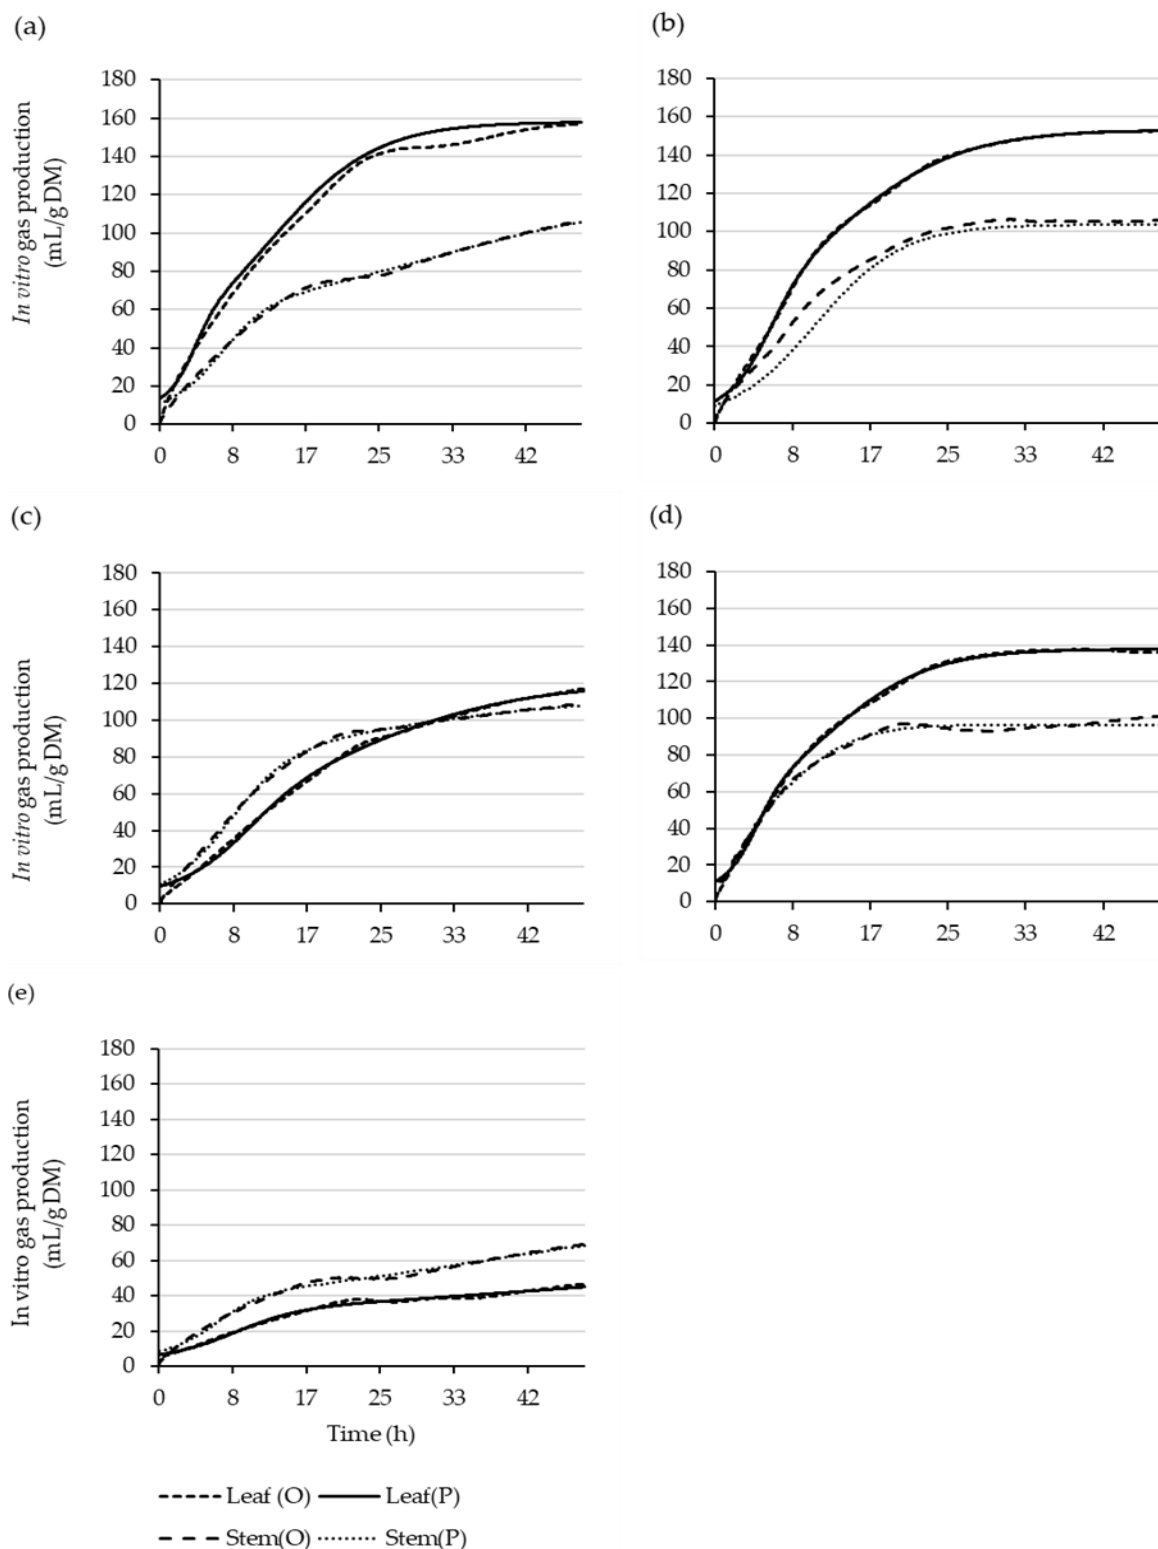 (a)
In vitro gas production
(mL/g DM)
180
160
140
120
100
80
60
40
20
0
0 8 17 25 33 42
(b)
180
160
140
120
100
80
60
40
20
0
0 8 17 25 33 42
(c)
In vitro gas production
(mL/g DM)
180
160
140
120
100
80
60
40
20
0
0 8 17 25 33 42
(d)
180
160
140
120
100
80
60
40
20
0
0 8 17 25 33 42
(e)
In vitro gas production
(mL/g DM)
180
160
140
120
100
80
60
40
20
0
0 8 17 25 33 42
Time (h)
Leaf (O) Leaf(P)
Stem(O) Stem(P)